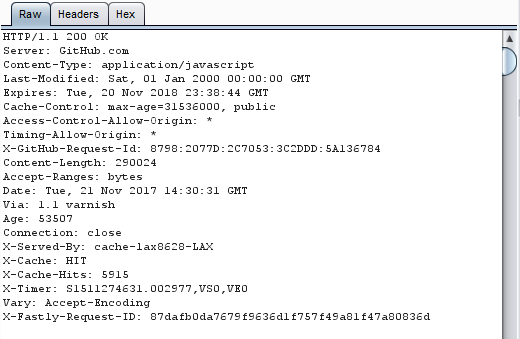 Raw Headers Hex
HTTP/1.1 200 OK
Server: GitHub.com
Content-Type: application/javascript
Last-Modified: Sat, 01 Jan 2000 00:00:00 GMT
Expires: Tue, 20 Nov 2018 23:38:44 GMT
Cache-Control: max-age=31536000, public
Access-Control-Allow-Origin: *
Timing-Allow-Origin: *
X-GitHub-Request-Id: 8798:2077D:2C7053:3C2DDD:5A136784
Content-Length: 290024
Accept-Ranges: bytes
Date: Tue, 21 Nov 2017 14:30:31 GMT
Via: 1.1 varnish
Age: 53507
Connection: close
X-Served-By: cache-lax8628-LAX
X-Cache: HIT
X-Cache-Hits: 5915
X-Timer: S1511274631.002977,VS0,VE0
Vary: Accept-Encoding
X-Fastly-Request-ID: 87dafb0da7679f9636d1f757f49a81f47a80836d